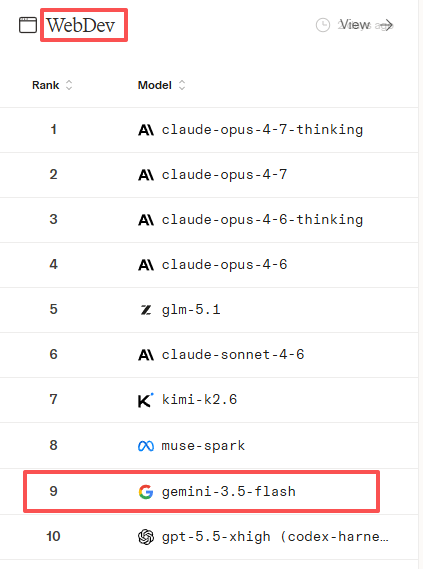 WebDev
View
Rank Model
1 claude-opus-4-7-thinking
2 claude-opus-4-7
3 claude-opus-4-6-thinking
4 claude-opus-4-6
5 glm-5.1
6 claude-sonnet-4-6
7 kimi-k2.6
8 muse-spark
9 gemini-3.5-flash
10 gpt-5.5-xhigh (codex-harne…